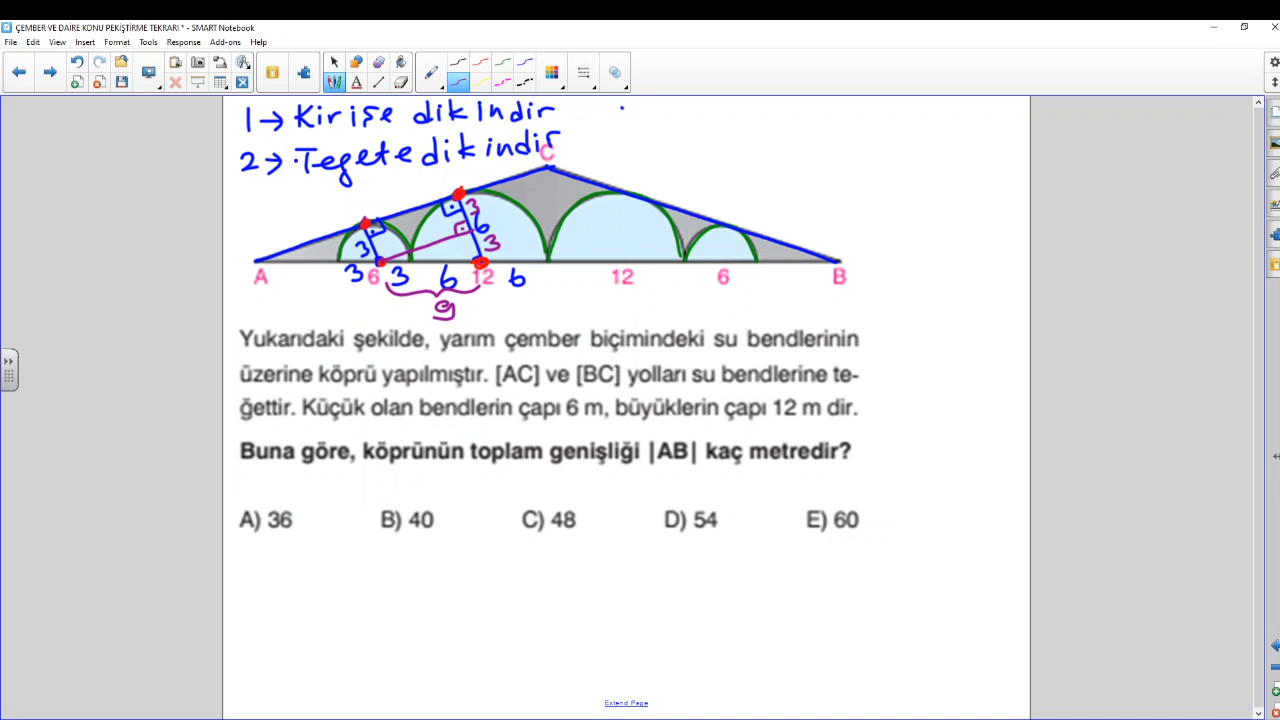 ÇEMBER VE DAİRE KONU PEKİŞTİRME TEKRARI * - SMART Notebook
File Edit View Insert Format Tools Response Add-ons Help
1 → Kirişe dik indir
2 → Teğete dik indir
C
3 3 6 3
A 3 6 3 6 12 6 12 6 B
9
Yukarıdaki şekilde, yarım çember biçimindeki su bendlerinin
üzerine köprü yapılmıştır. [AC] ve [BC] yolları su bendlerine te-
ğettir. Küçük olan bendlerin çapı 6 m, büyüklerin çapı 12 m dir.
Buna göre, köprünün toplam genişliği |AB| kaç metredir?
A) 36 B) 40 C) 48 D) 54 E) 60
Extend Page